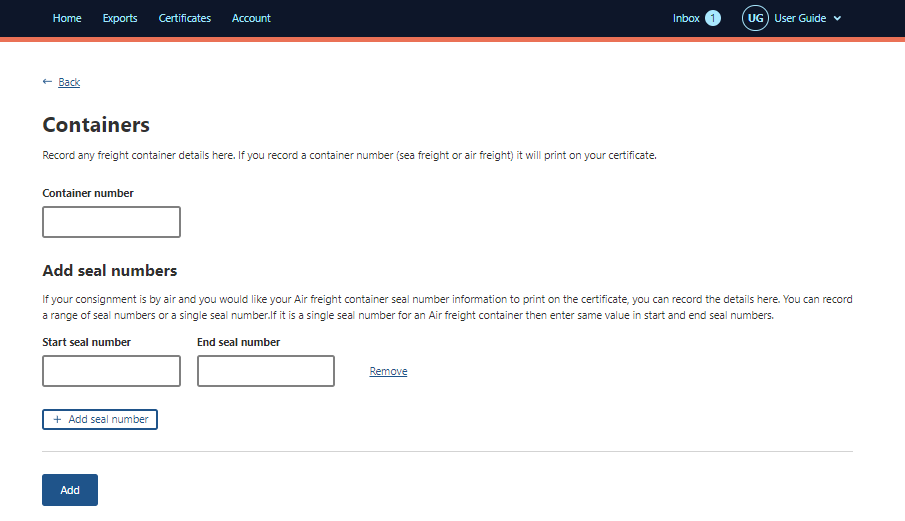 Home Exports Certificates Account Inbox 1 UG User Guide
← Back
Containers
Record any freight container details here. If you record a container number (sea freight or air freight) it will print on your certificate.
Container number
Add seal numbers
If your consignment is by air and you would like your Air freight container seal number information to print on the certificate, you can record the details here. You can record
a range of seal numbers or a single seal number.If it is a single seal number for an Air freight container then enter same value in start and end seal numbers.
Start seal number End seal number
Remove
+ Add seal number
Add